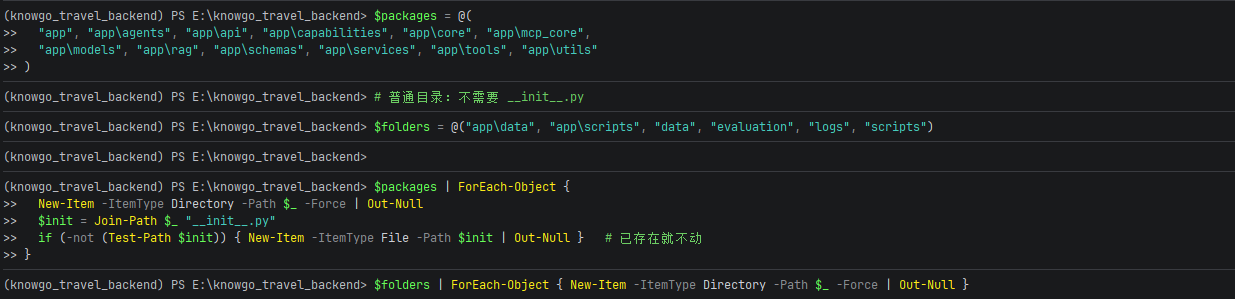 (knowgo_travel_backend) PS E:\knowgo_travel_backend> $packages = @(
>>   "app", "app\agents", "app\api", "app\capabilities", "app\core", "app\mcp_core",
>>   "app\models", "app\rag", "app\schemas", "app\services", "app\tools", "app\utils"
>> )
(knowgo_travel_backend) PS E:\knowgo_travel_backend> # 普通目录: 不需要 __init__.py
(knowgo_travel_backend) PS E:\knowgo_travel_backend> $folders = @("app\data", "app\scripts", "data", "evaluation", "logs", "scripts")
(knowgo_travel_backend) PS E:\knowgo_travel_backend>
(knowgo_travel_backend) PS E:\knowgo_travel_backend> $packages | ForEach-Object {
>>   New-Item -ItemType Directory -Path $_ -Force | Out-Null
>>   $init = Join-Path $_ "__init__.py"
>>   if (-not (Test-Path $init)) { New-Item -ItemType File -Path $init | Out-Null }   # 已存在就不动
>> }
(knowgo_travel_backend) PS E:\knowgo_travel_backend> $folders | ForEach-Object { New-Item -ItemType Directory -Path $_ -Force | Out-Null }